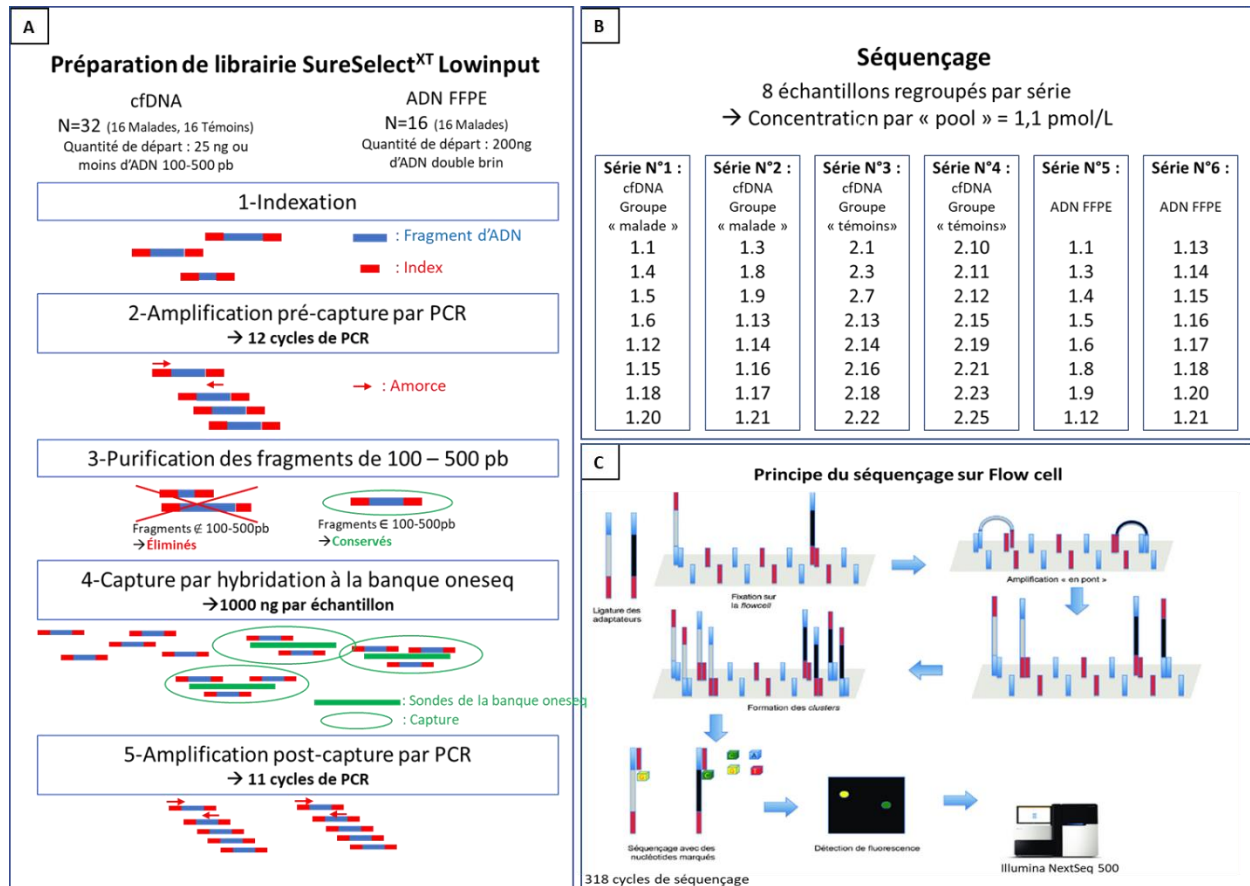 A
Préparation de librairie SureSelectXT Lowinput
cfDNA
N=32 (16 Malades, 16 Témoins)
Quantité de départ : 25 ng ou
moins d'ADN 100-500 pb
ADN FFPE
N=16 (16 Malades)
Quantité de départ : 200ng
d'ADN double brin
1-Indexation
: Fragment d'ADN
: Index
2-Amplification pré-capture par PCR
→ 12 cycles de PCR
: Amorce
3-Purification des fragments de 100 – 500 pb
Fragments ∉ 100-500pb
→Éliminés
Fragments ∈ 100-500pb
→Conservés
4-Capture par hybridation à la banque oneseq
→1000 ng par échantillon
: Sondes de la banque oneseq
: Capture
5-Amplification post-capture par PCR
→ 11 cycles de PCR
B
Séquençage
8 échantillons regroupés par série
→ Concentration par « pool » = 1,1 pmol/L
Série N°1 :
cfDNA
Groupe
« malade »
1.1
1.4
1.5
1.6
1.12
1.15
1.18
1.20
Série N°2 :
cfDNA
Groupe
« malade »
1.3
1.8
1.9
1.13
1.14
1.16
1.17
1.21
Série N°3 :
cfDNA
Groupe
« témoins»
2.1
2.3
2.7
2.13
2.14
2.16
2.18
2.22
Série N°4 :
cfDNA
Groupe
« témoins»
2.10
2.11
2.12
2.15
2.19
2.21
2.23
2.25
Série N°5 :
ADN FFPE
1.1
1.3
1.4
1.5
1.6
1.8
1.9
1.12
Série N°6 :
ADN FFPE
1.13
1.14
1.15
1.16
1.17
1.18
1.20
1.21
C
Principe du séquençage sur Flow cell
Ligature des
adaptateurs
Fixation sur
la flowcell
Amplification « en pont »
Formation des clusters
Séquençage avec des
nucléotides marqués
Détection de fluorescence
Illumina NextSeq 500
318 cycles de séquençage